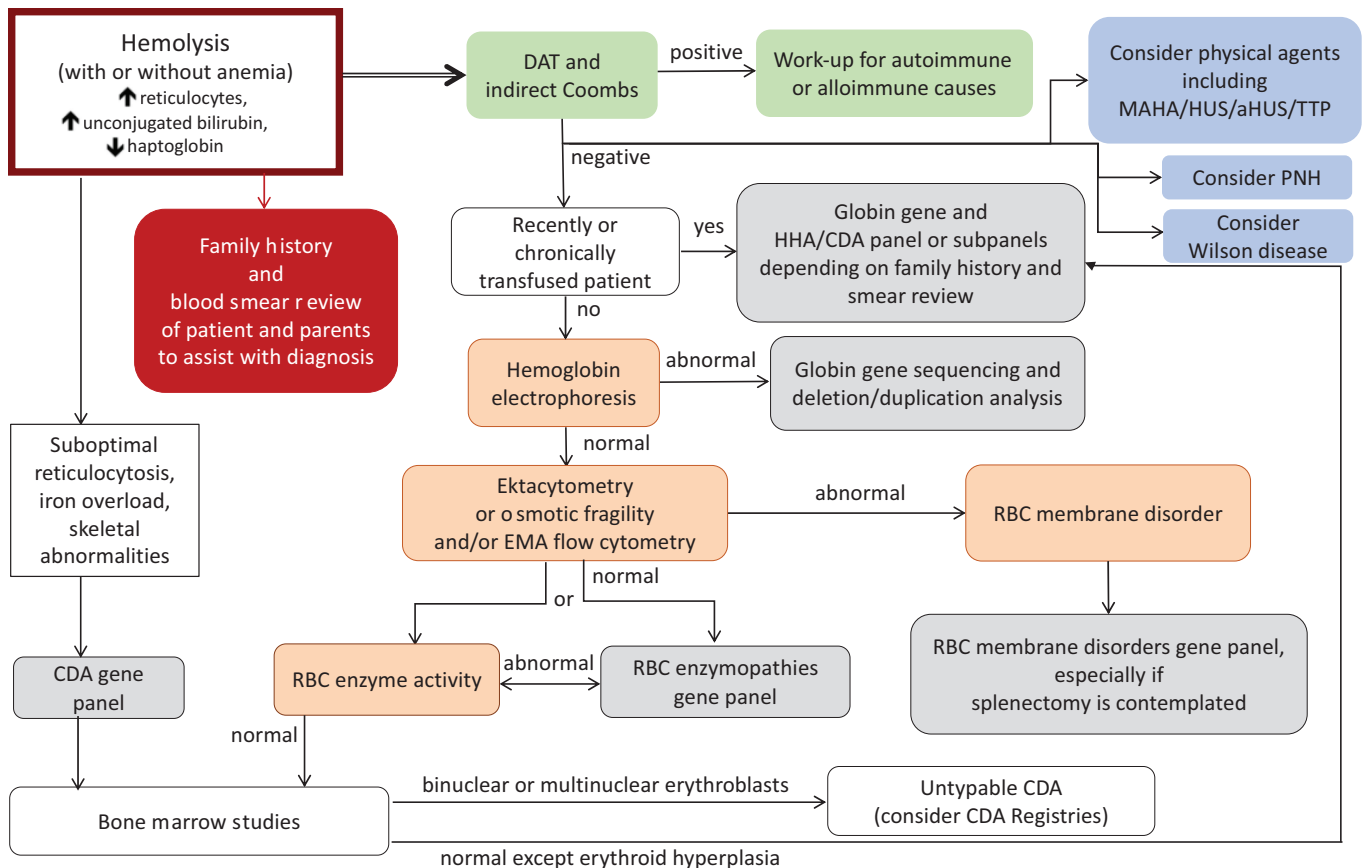 Hemolysis
(with or without anemia)
↑ reticulocytes,
↑ unconjugated bilirubin,
↓ haptoglobin
DAT and
indirect Coombs
positive
Work-up for autoimmune
or alloimmune causes
Consider physical agents
including
MAHA/HUS/aHUS/TTP
negative
Consider PNH
Consider
Wilson disease
Family history
and
blood smear review
of patient and parents
to assist with diagnosis
Recently or
chronically
transfused patient
yes
Globin gene and
HHA/CDA panel or subpanels
depending on family history and
smear review
no
Hemoglobin
electrophoresis
abnormal
Globin gene sequencing and
deletion/duplication analysis
normal
Suboptimal
reticulocytosis,
iron overload,
skeletal
abnormalities
Ektacytometry
or osmotic fragility
and/or EMA flow cytometry
abnormal
RBC membrane disorder
normal
or
RBC membrane disorders gene panel,
especially if
splenectomy is contemplated
CDA gene
panel
RBC enzyme activity
abnormal
RBC enzymopathies
gene panel
normal
Bone marrow studies
binuclear or multinuclear erythroblasts
Untypable CDA
(consider CDA Registries)
normal except erythroid hyperplasia